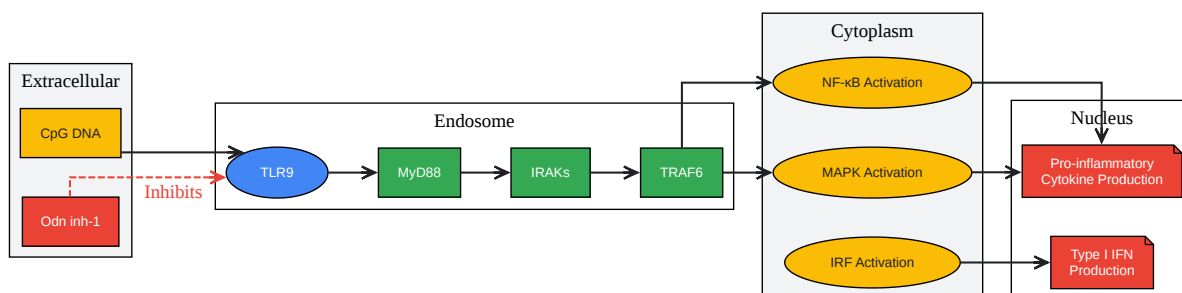 Extracellular
CpG DNA
Odn inh-1
Inhibits
Endosome
TLR9
MyD88
IRAKs
TRAF6
Cytoplasm
NF-κB Activation
MAPK Activation
IRF Activation
Nucleus
Pro-inflammatory
Cytokine Production
Type I IFN
Production